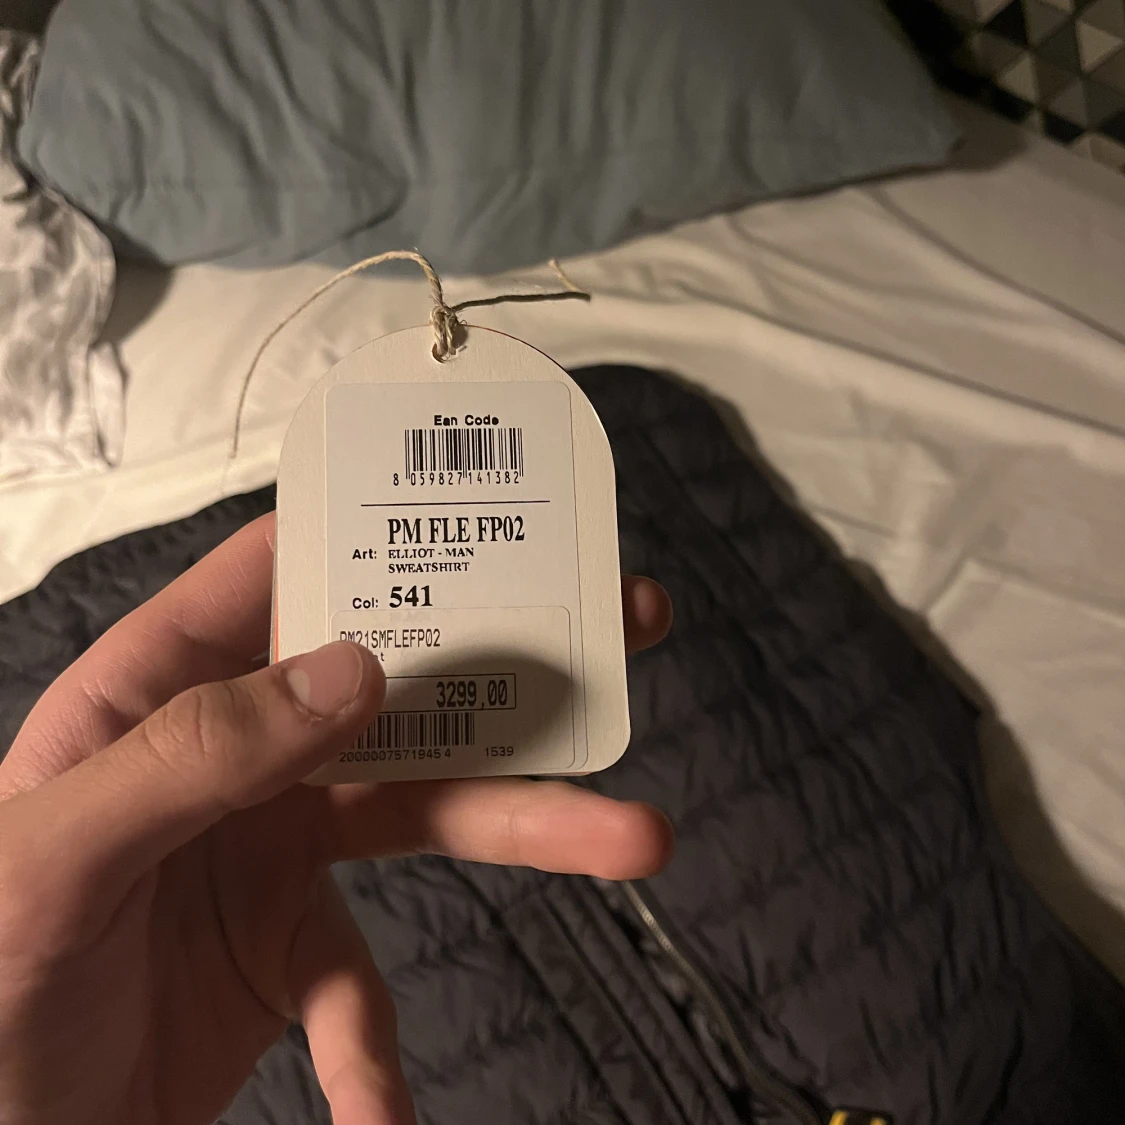 Ean Code
8 059827 141382
PM FLE FP02
Art: ELLIOT - MAN
SWEATSHIRT
Col: 541
PM21SMFLEFP02
3299,00
2000007571945 4 1539